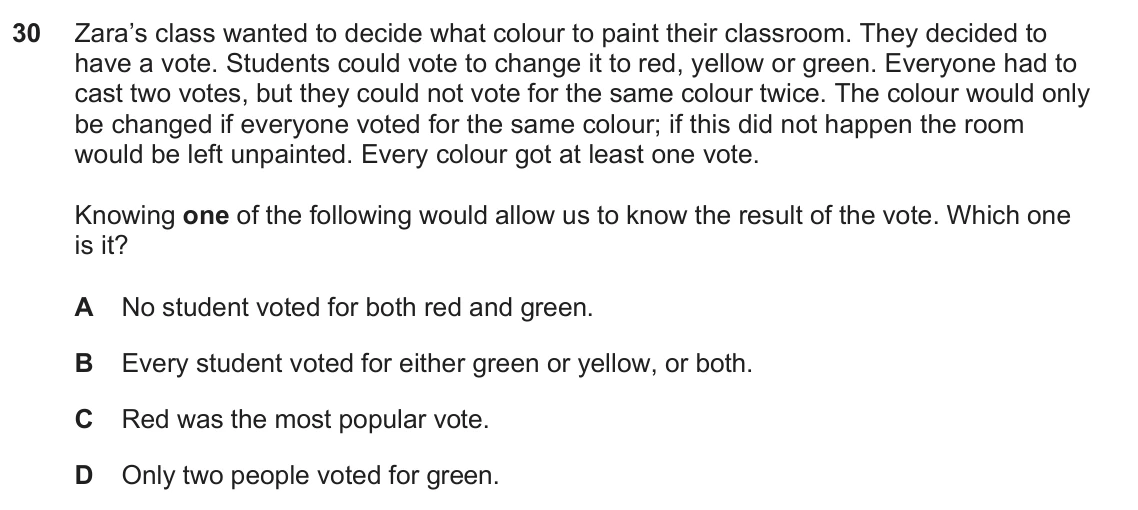 30 Zara's class wanted to decide what colour to paint their classroom. They decided to
have a vote. Students could vote to change it to red, yellow or green. Everyone had to
cast two votes, but they could not vote for the same colour twice. The colour would only
be changed if everyone voted for the same colour; if this did not happen the room
would be left unpainted. Every colour got at least one vote.
Knowing one of the following would allow us to know the result of the vote. Which one
is it?
A No student voted for both red and green.
B Every student voted for either green or yellow, or both.
C Red was the most popular vote.
D Only two people voted for green.